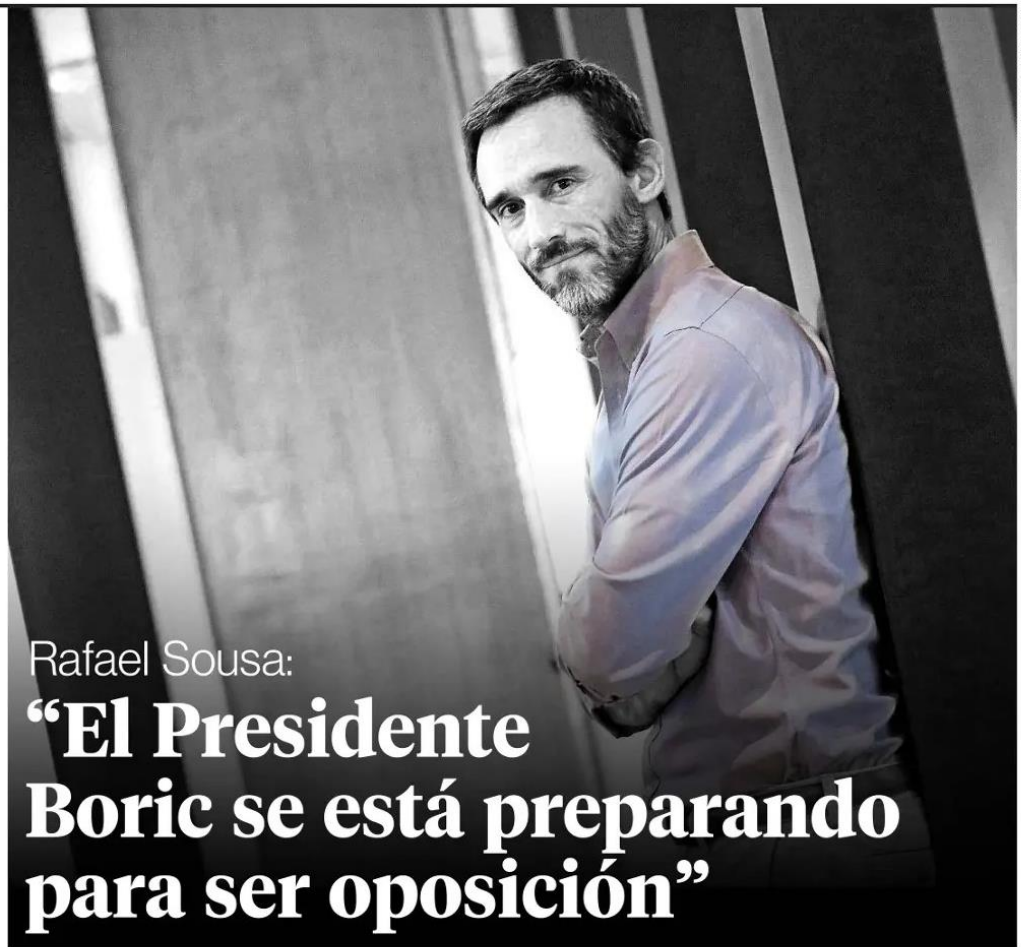 Rafael Sousa:
“El Presidente
Boric se está preparando
para ser oposición”